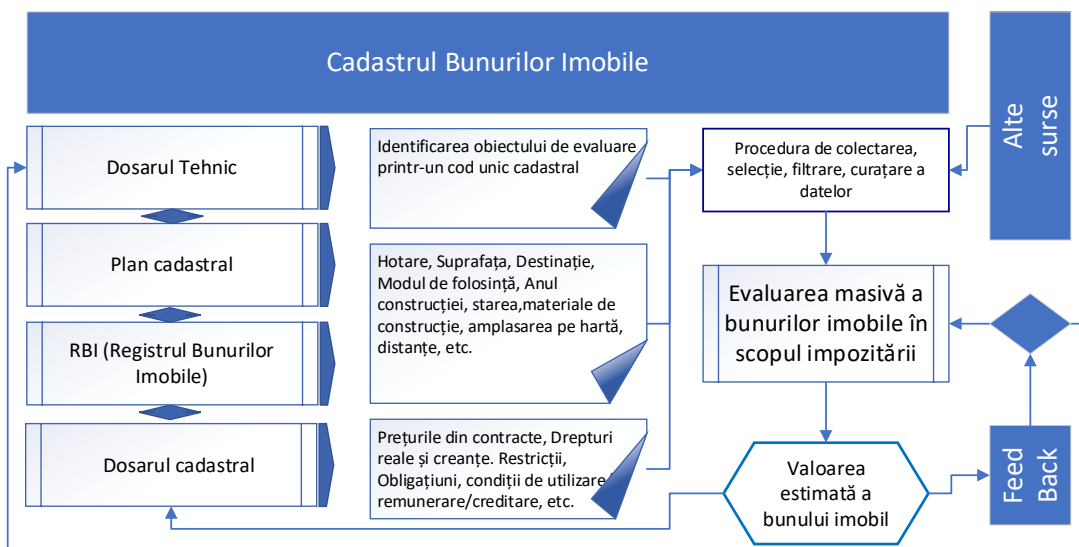 Cadastrul Bunurilor Imobile
Alte
surse
Dosarul Tehnic
Plan cadastral
RBI (Registrul Bunurilor
Imobile)
Dosarul cadastral
Identificarea obiectului de evaluare
printr-un cod unic cadastral
Hotare, Suprafața, Destinație,
Modul de folosință, Anul
construcției, starea,materiale de
construcție, amplasarea pe hartă,
distanțe, etc.
Prețurile din contracte, Drepturi
reale și creanțe. Restricții,
Obligațiuni, condiții de utilizare/
remunerare/creditare, etc.
Procedura de colectarea,
selecție, filtrare, curațare a
datelor
Evaluarea masivă a
bunurilor imobile în
scopul impozitării
Valoarea
estimată a
bunului imobil
Feed
Back